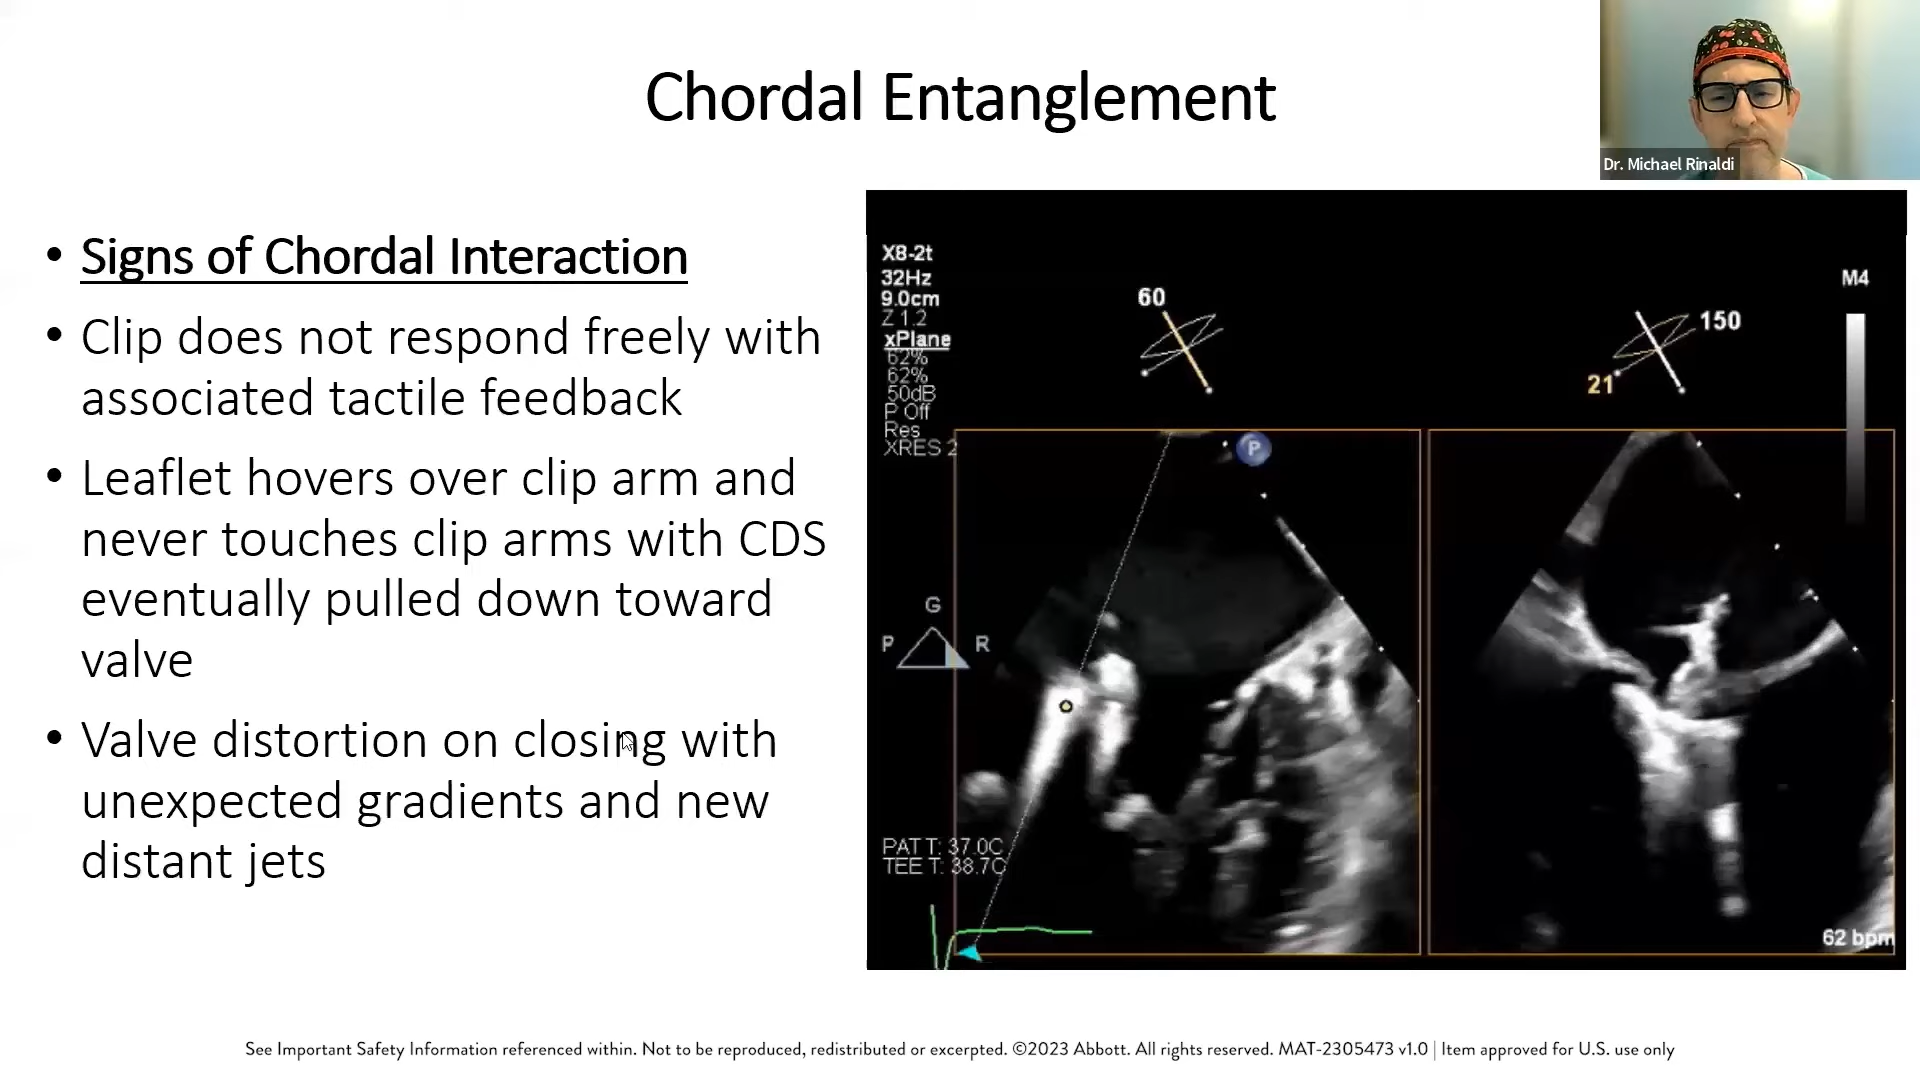 Chordal Entanglement
Dr. Michael Rinaldi
• Signs of Chordal Interaction
• Clip does not respond freely with
associated tactile feedback
• Leaflet hovers over clip arm and
never touches clip arms with CDS
eventually pulled down toward
valve
• Valve distortion on closing with
unexpected gradients and new
distant jets
X8-2t
32Hz
9.0cm
Z 1.2
xPlane
62%
62%
50dB
P Off
Res
XRES 2
60
150
21
M4
P
G
P R
PAT T: 37.0C
TEE T: 38.7C
62 bpm
See Important Safety Information referenced within. Not to be reproduced, redistributed or excerpted. ©2023 Abbott. All rights reserved. MAT-2305473 v1.0 | Item approved for U.S. use only